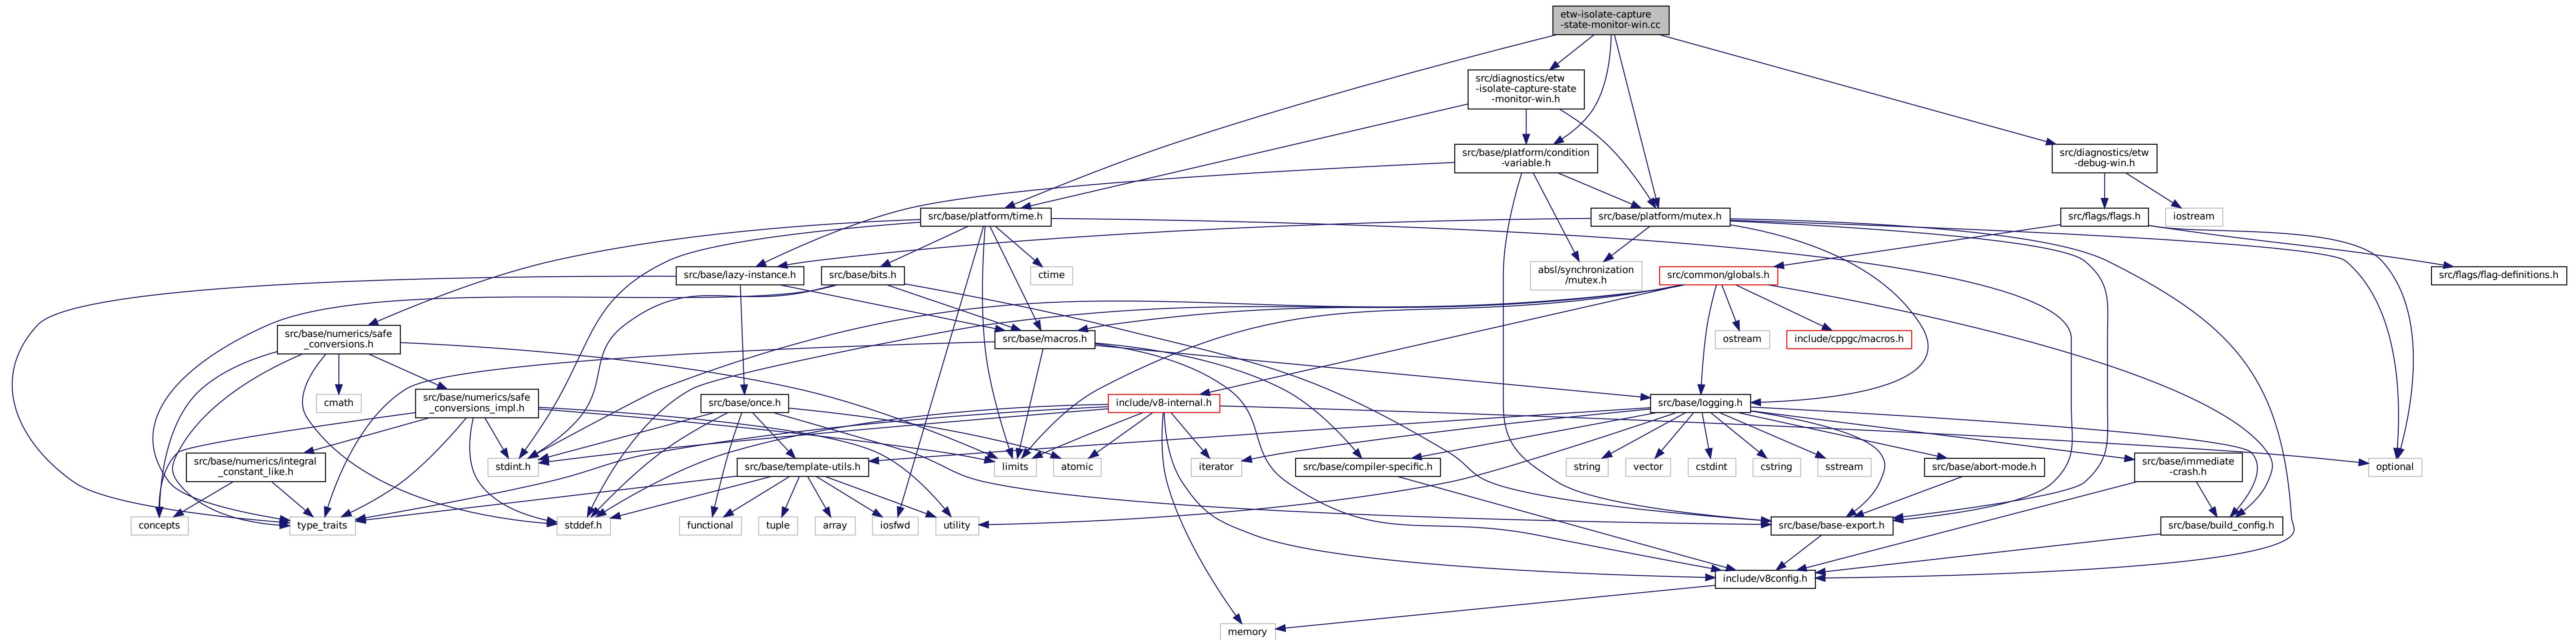 etw-isolate-capture
-state-monitor-win.cc
src/diagnostics/etw
-isolate-capture-state
-monitor-win.h
src/base/platform/condition
-variable.h
src/diagnostics/etw
-debug-win.h
src/base/platform/time.h
src/base/platform/mutex.h
src/flags/flags.h
iostream
src/base/lazy-instance.h
src/base/bits.h
ctime
absl/synchronization
/mutex.h
src/common/globals.h
src/flags/flag-definitions.h
src/base/numerics/safe
_conversions.h
src/base/macros.h
ostream
include/cppgc/macros.h
cmath
src/base/numerics/safe
_conversions_impl.h
src/base/once.h
include/v8-internal.h
src/base/logging.h
src/base/numerics/integral
_constant_like.h
stdint.h
src/base/template-utils.h
limits
atomic
iterator
src/base/compiler-specific.h
string
vector
cstdint
cstring
sstream
src/base/abort-mode.h
src/base/immediate
-crash.h
optional
concepts
type_traits
stddef.h
functional
tuple
array
iosfwd
utility
src/base/base-export.h
src/base/build_config.h
include/v8config.h
memory